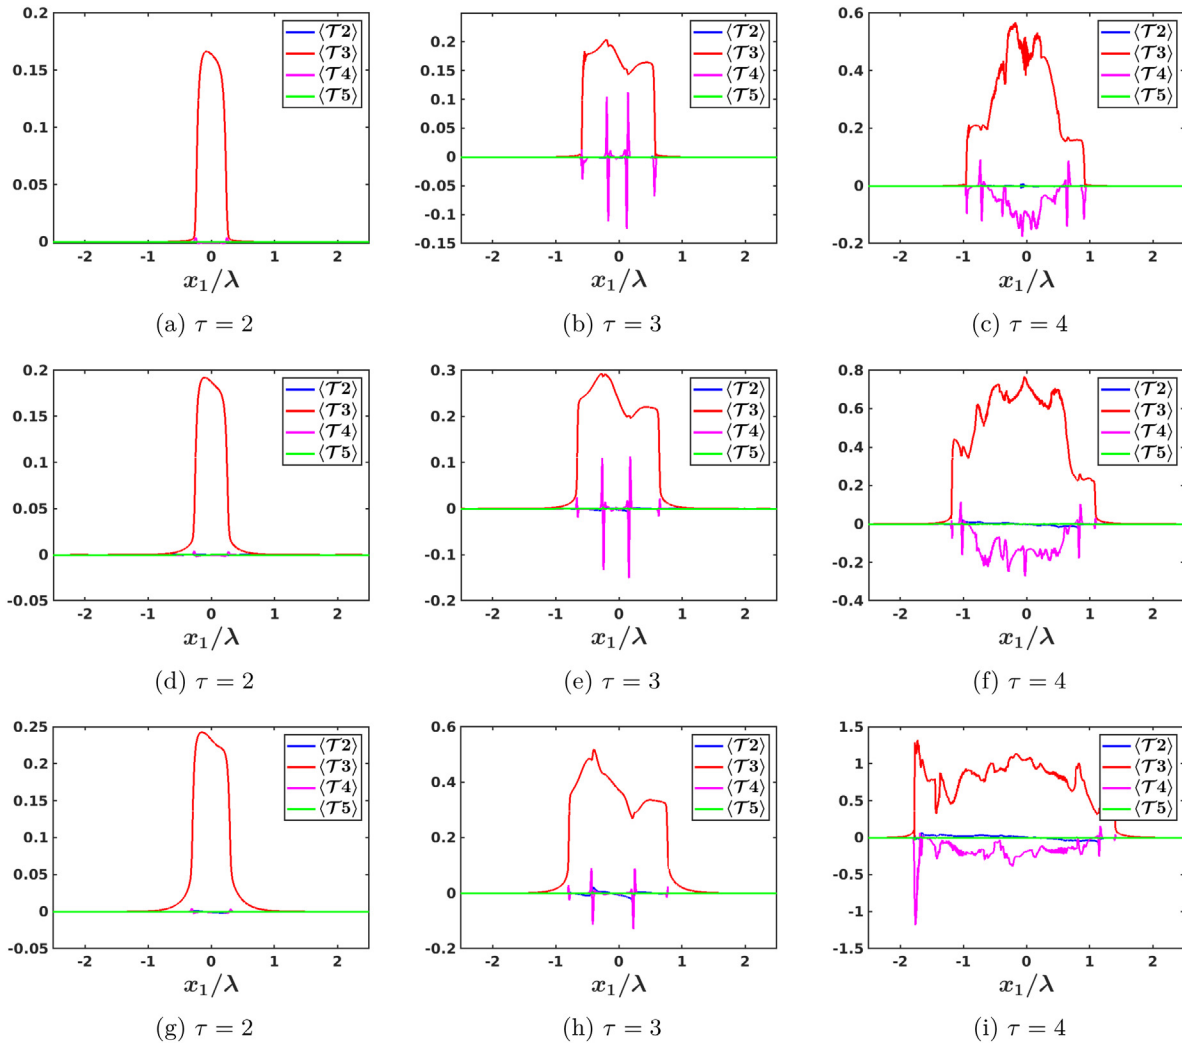 0.2
0.15
0.1
0.05
0
-2 -1 0 1 2
x₁/λ
⟨𝒯2⟩
⟨𝒯3⟩
⟨𝒯4⟩
⟨𝒯5⟩
(a) τ = 2
0.25
0.2
0.15
0.1
0.05
0
-0.05
-0.1
-0.15
-2 -1 0 1 2
x₁/λ
⟨𝒯2⟩
⟨𝒯3⟩
⟨𝒯4⟩
⟨𝒯5⟩
(b) τ = 3
0.6
0.4
0.2
0
-0.2
-2 -1 0 1 2
x₁/λ
⟨𝒯2⟩
⟨𝒯3⟩
⟨𝒯4⟩
⟨𝒯5⟩
(c) τ = 4
0.2
0.15
0.1
0.05
0
-0.05
-2 -1 0 1 2
x₁/λ
⟨𝒯2⟩
⟨𝒯3⟩
⟨𝒯4⟩
⟨𝒯5⟩
(d) τ = 2
0.3
0.2
0.1
0
-0.1
-0.2
-2 -1 0 1 2
x₁/λ
⟨𝒯2⟩
⟨𝒯3⟩
⟨𝒯4⟩
⟨𝒯5⟩
(e) τ = 3
0.8
0.6
0.4
0.2
0
-0.2
-0.4
-2 -1 0 1 2
x₁/λ
⟨𝒯2⟩
⟨𝒯3⟩
⟨𝒯4⟩
⟨𝒯5⟩
(f) τ = 4
0.25
0.2
0.15
0.1
0.05
0
-0.05
-2 -1 0 1 2
x₁/λ
⟨𝒯2⟩
⟨𝒯3⟩
⟨𝒯4⟩
⟨𝒯5⟩
(g) τ = 2
0.6
0.4
0.2
0
-0.2
-2 -1 0 1 2
x₁/λ
⟨𝒯2⟩
⟨𝒯3⟩
⟨𝒯4⟩
⟨𝒯5⟩
(h) τ = 3
1.5
1
0.5
0
-0.5
-1
-1.5
-2 -1 0 1 2
x₁/λ
⟨𝒯2⟩
⟨𝒯3⟩
⟨𝒯4⟩
⟨𝒯5⟩
(i) τ = 4